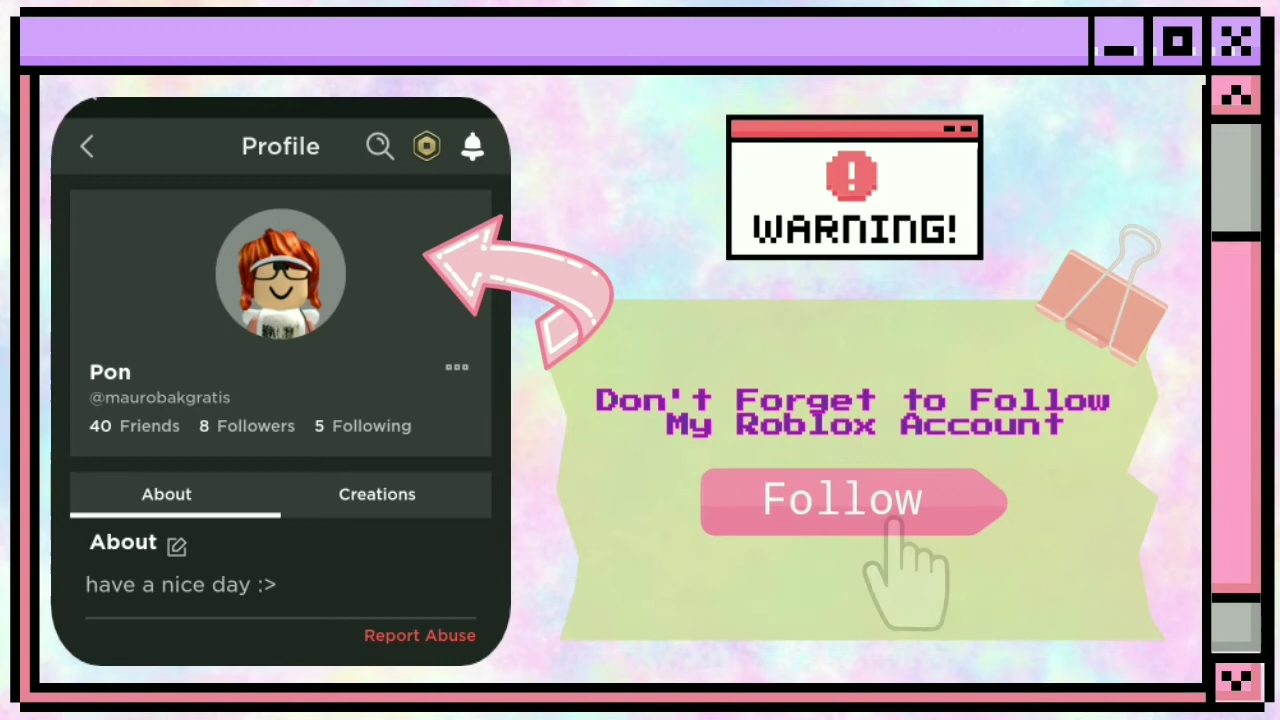 Profile
Pon
@maurobakgratis
40 Friends 8 Followers 5 Following
About Creations
About
have a nice day :>
Report Abuse
WARNING!
Don't Forget to Follow
My Roblox Account
Follow